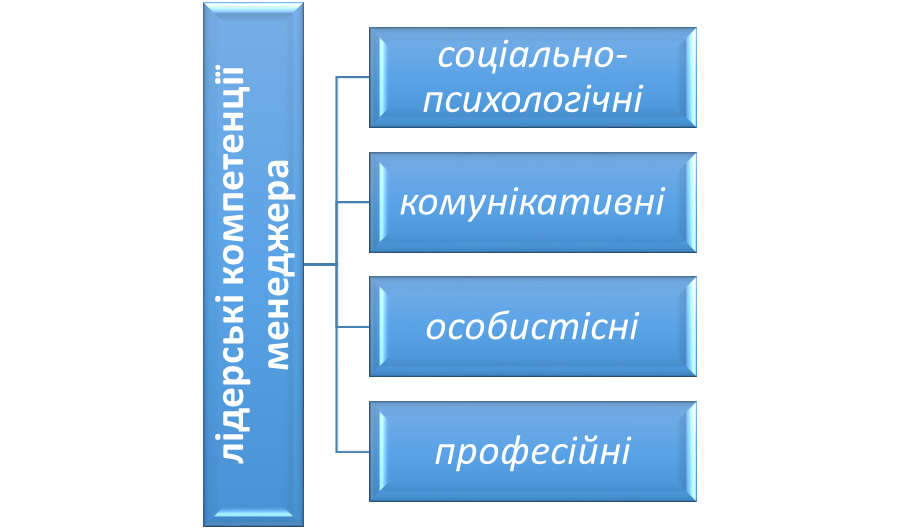 лідерські компетенції
менеджера
соціально-
психологічні
комунікативні
особистісні
професійні